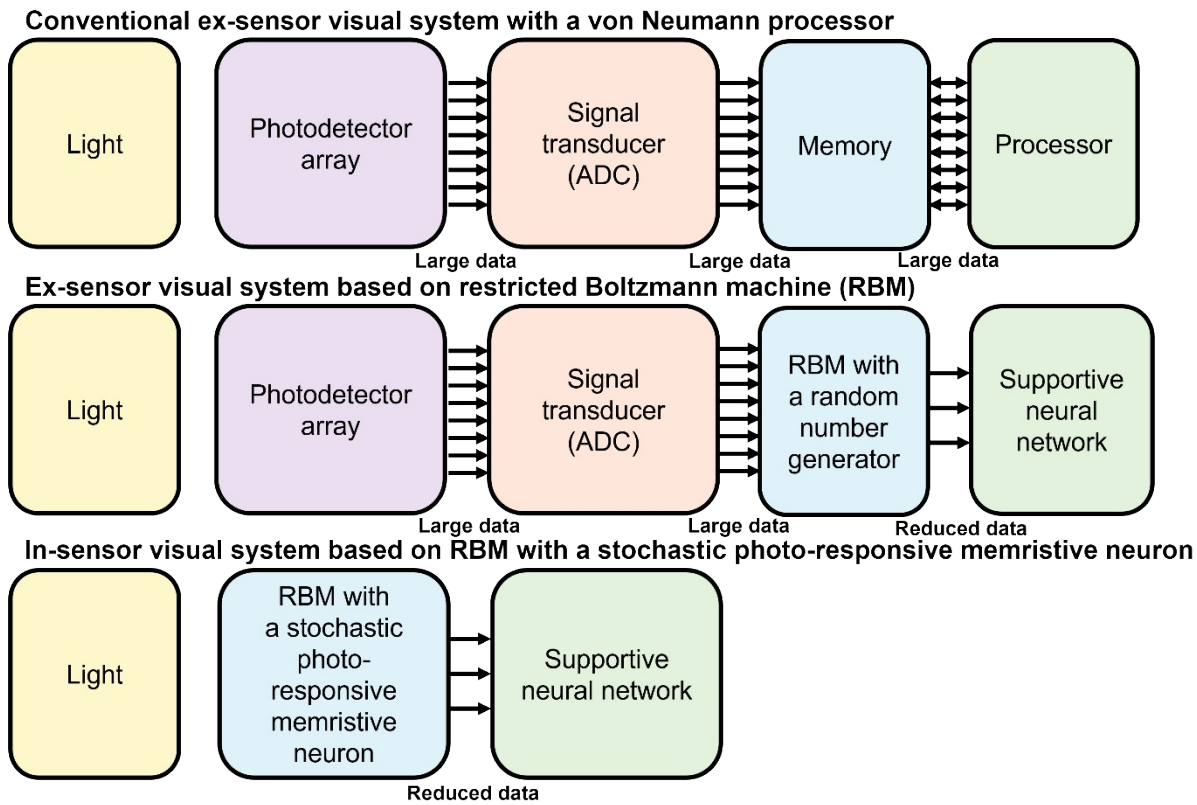 Conventional ex-sensor visual system with a von Neumann processor
Light
Photodetector
array
Signal
transducer
(ADC)
Memory
Processor
Large data
Large data
Large data
Ex-sensor visual system based on restricted Boltzmann machine (RBM)
Light
Photodetector
array
Signal
transducer
(ADC)
RBM with
a random
number
generator
Supportive
neural
network
Large data
Large data
Reduced data
In-sensor visual system based on RBM with a stochastic photo-responsive memristive neuron
Light
RBM with
a stochastic
photo-
responsive
memristive
neuron
Supportive
neural network
Reduced data